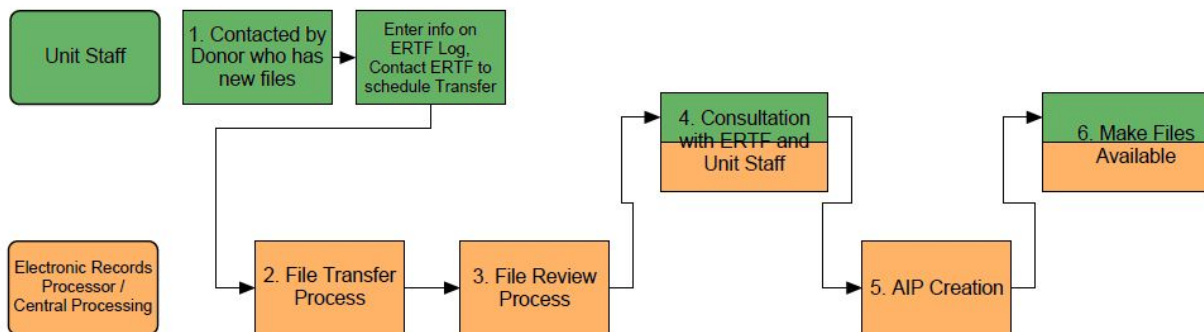 Unit Staff
1. Contacted by
Donor who has
new files
Enter info on
ERTF Log,
Contact ERTF to
schedule Transfer
4. Consultation
with ERTF and
Unit Staff
6. Make Files
Available
Electronic Records
Processor /
Central Processing
2. File Transfer
Process
3. File Review
Process
5. AIP Creation